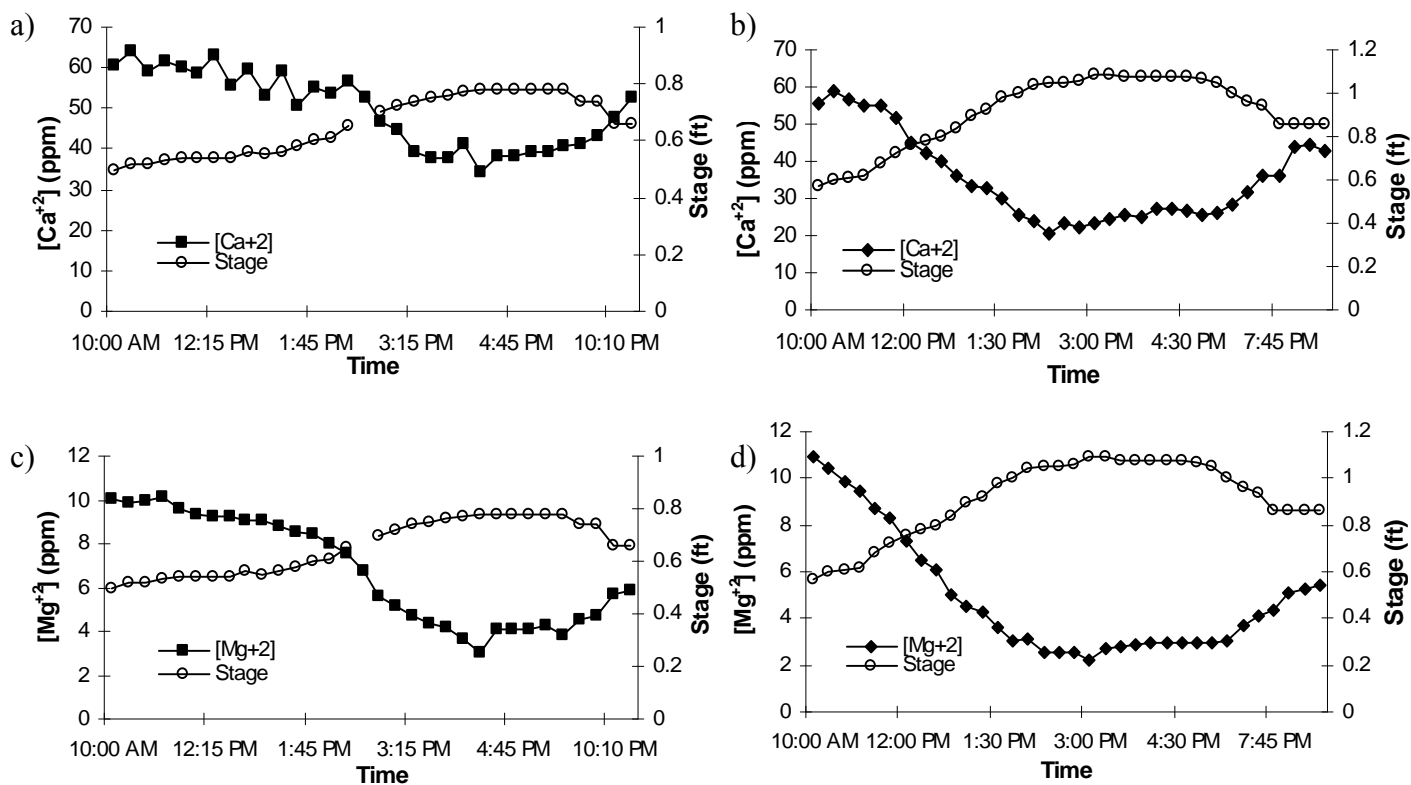 a)
70
60
50
40
30
20
10
0
[Ca+2] (ppm)
1
0.8
0.6
0.4
0.2
0
Stage (ft)
[Ca+2]
Stage
10:00 AM 12:15 PM 1:45 PM 3:15 PM 4:45 PM 10:10 PM
Time
b)
70
60
50
40
30
20
10
0
[Ca+2] (ppm)
1.2
1
0.8
0.6
0.4
0.2
0
Stage (ft)
[Ca+2]
Stage
10:00 AM 12:00 PM 1:30 PM 3:00 PM 4:30 PM 7:45 PM
Time
c)
12
10
8
6
4
2
0
[Mg+2] (ppm)
1
0.8
0.6
0.4
0.2
0
Stage (ft)
[Mg+2]
Stage
10:00 AM 12:15 PM 1:45 PM 3:15 PM 4:45 PM 10:10 PM
Time
d)
12
10
8
6
4
2
0
[Mg+2] (ppm)
1.2
1
0.8
0.6
0.4
0.2
0
Stage (ft)
[Mg+2]
Stage
10:00 AM 12:00 PM 1:30 PM 3:00 PM 4:30 PM 7:45 PM
Time